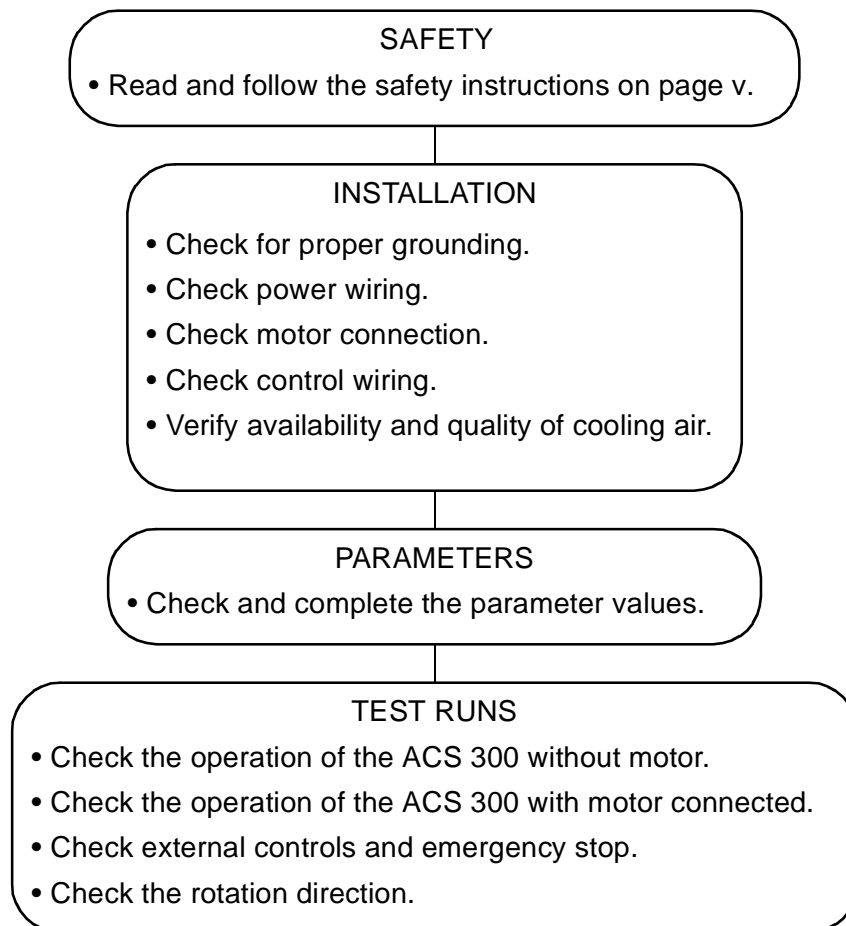 SAFETY
• Read and follow the safety instructions on page v.
INSTALLATION
• Check for proper grounding.
• Check power wiring.
• Check motor connection.
• Check control wiring.
• Verify availability and quality of cooling air.
PARAMETERS
• Check and complete the parameter values.
TEST RUNS
• Check the operation of the ACS 300 without motor.
• Check the operation of the ACS 300 with motor connected.
• Check external controls and emergency stop.
• Check the rotation direction.